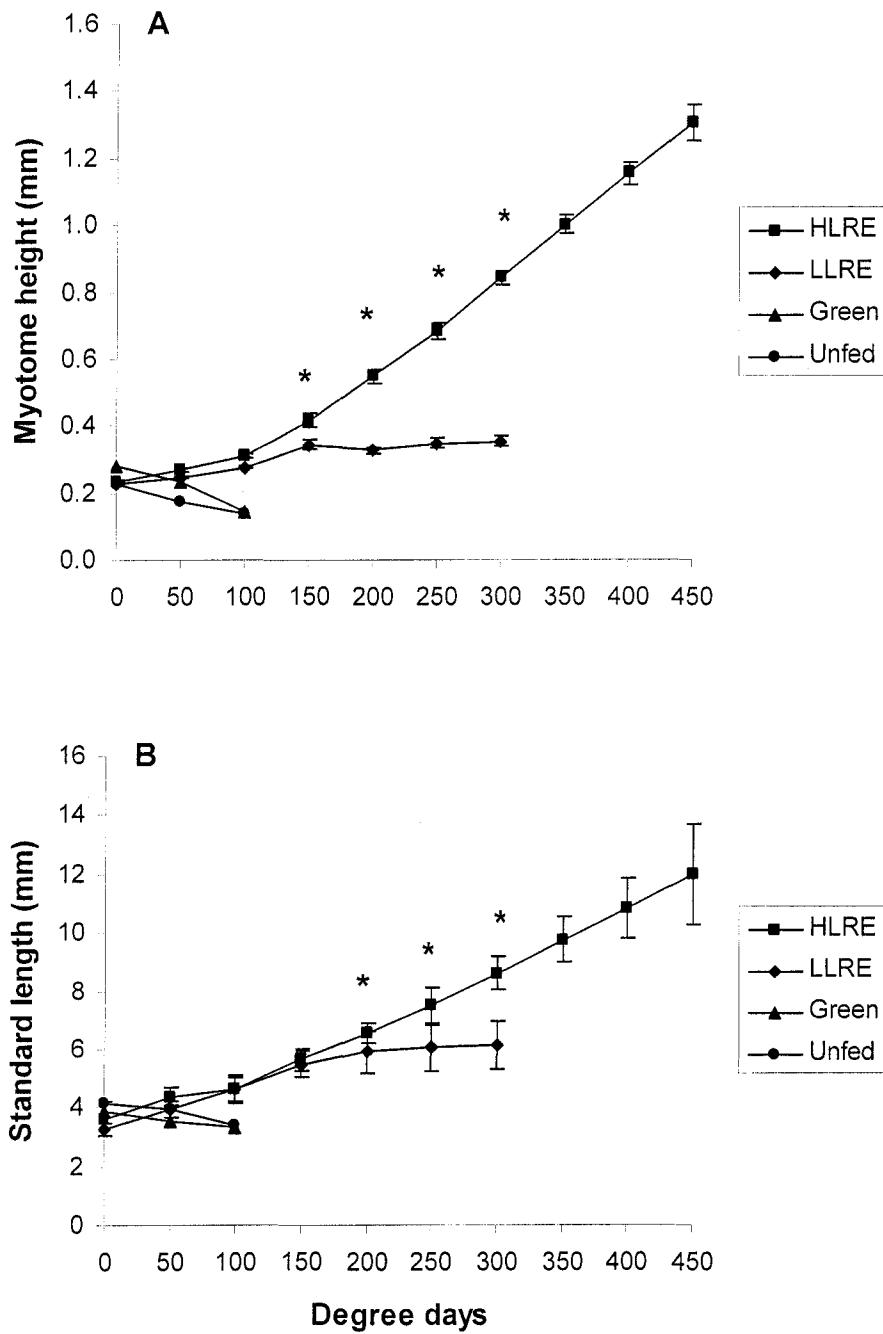 A
1.6
1.4
1.2
1.0
0.8
0.6
0.4
0.2
0.0
Myotome height (mm)
* * * *
0 50 100 150 200 250 300 350 400 450
HLRE
LLRE
Green
Unfed
B
16
14
12
10
8
6
4
2
0
Standard length (mm)
* * *
0 50 100 150 200 250 300 350 400 450
Degree days
HLRE
LLRE
Green
Unfed